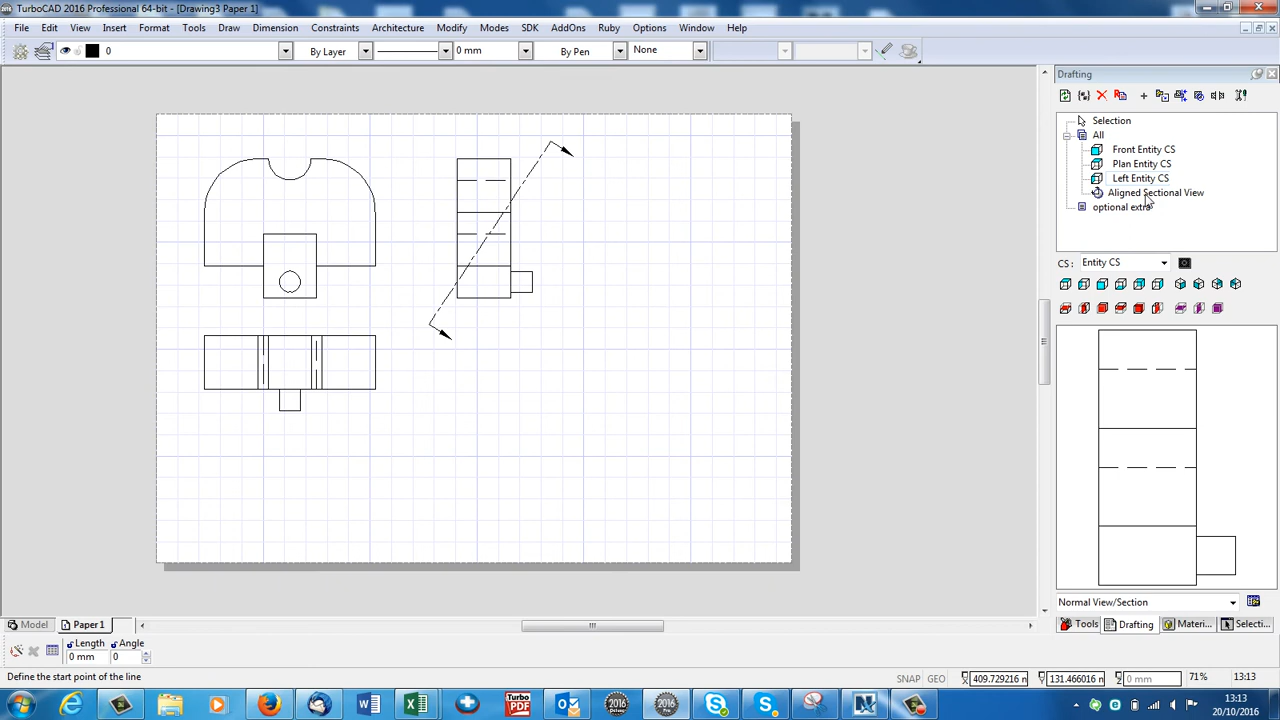 TurboCAD 2016 Professional 64-bit - [Drawing3 Paper 1]
File Edit View Insert Format Tools Draw Dimension Constraints Architecture Modify Modes SDK AddOns Ruby Options Window Help
0 By Layer 0 mm By Pen None
Drafting
Selection
All
Front Entity CS
Plan Entity CS
Left Entity CS
Aligned Sectional View
optional extra
CS : Entity CS
Normal View/Section
Model Paper1
Tools Drafting Materi... Selecti...
Length Angle
0 mm 0
Define the start point of the line
SNAP GEO 409.729216 n 131.466016 n 0 mm 71% 13:13
13:13
20/10/2016